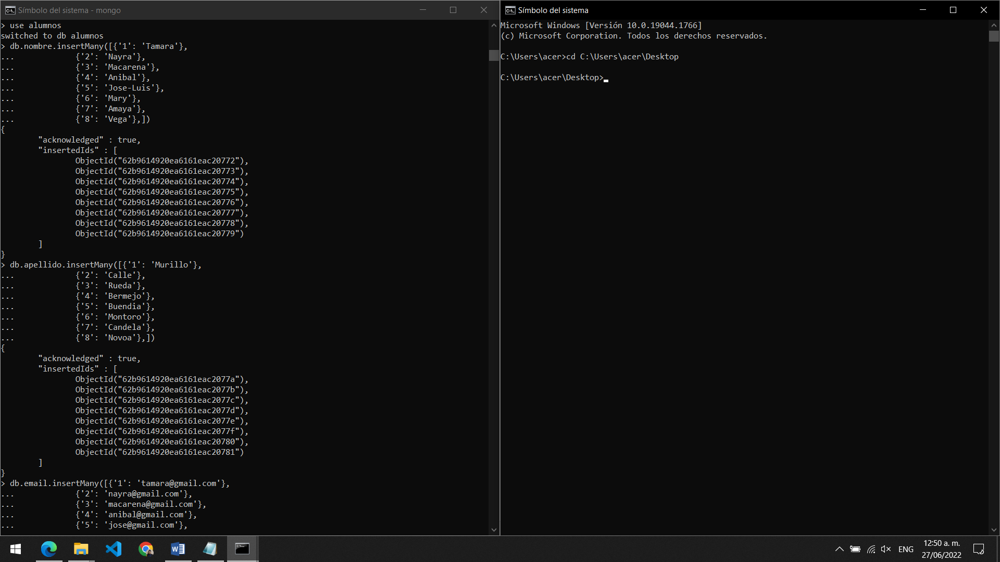 Símbolo del sistema - mongo
> use alumnos
switched to db alumnos
> db.nombre.insertMany([{'1': 'Tamara'},
... {'2': 'Nayra'},
... {'3': 'Macarena'},
... {'4': 'Anibal'},
... {'5': 'Jose-Luis'},
... {'6': 'Mary'},
... {'7': 'Amaya'},
... {'8': 'Vega'},])
{
"acknowledged" : true,
"insertedIds" : [
ObjectId("62b9614920ea6161eac20772"),
ObjectId("62b9614920ea6161eac20773"),
ObjectId("62b9614920ea6161eac20774"),
ObjectId("62b9614920ea6161eac20775"),
ObjectId("62b9614920ea6161eac20776"),
ObjectId("62b9614920ea6161eac20777"),
ObjectId("62b9614920ea6161eac20778"),
ObjectId("62b9614920ea6161eac20779")
]
}
> db.apellido.insertMany([{'1': 'Murillo'},
... {'2': 'Calle'},
... {'3': 'Rueda'},
... {'4': 'Bermejo'},
... {'5': 'Buendia'},
... {'6': 'Montoro'},
... {'7': 'Candela'},
... {'8': 'Novoa'},])
{
"acknowledged" : true,
"insertedIds" : [
ObjectId("62b9614920ea6161eac2077a"),
ObjectId("62b9614920ea6161eac2077b"),
ObjectId("62b9614920ea6161eac2077c"),
ObjectId("62b9614920ea6161eac2077d"),
ObjectId("62b9614920ea6161eac2077e"),
ObjectId("62b9614920ea6161eac2077f"),
ObjectId("62b9614920ea6161eac20780"),
ObjectId("62b9614920ea6161eac20781")
]
}
> db.email.insertMany([{'1': 'tamara@gmail.com'},
... {'2': 'nayra@gmail.com'},
... {'3': 'macarena@gmail.com'},
... {'4': 'anibal@gmail.com'},
... {'5': 'jose@gmail.com'},
Símbolo del sistema
Microsoft Windows [Versión 10.0.19044.1766]
(c) Microsoft Corporation. Todos los derechos reservados.
C:\Users\acer>cd C:\Users\acer\Desktop
C:\Users\acer\Desktop>
ENG
12:50 a. m.
27/06/2022